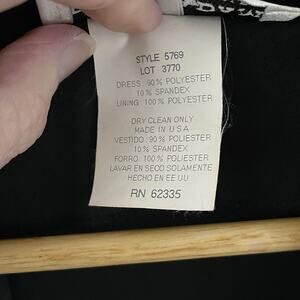 STYLE 5769
LOT 3770
DRESS: 90% POLYESTER
10% SPANDEX
LINING: 100% POLYESTER
DRY CLEAN ONLY
MADE IN U S A
VESTIDO: 90% POLIESTER
10% SPANDEX
FORRO: 100% POLIESTER
LAVAR EN SECO SOLAMENTE
HECHO EN EE UU
RN 62335